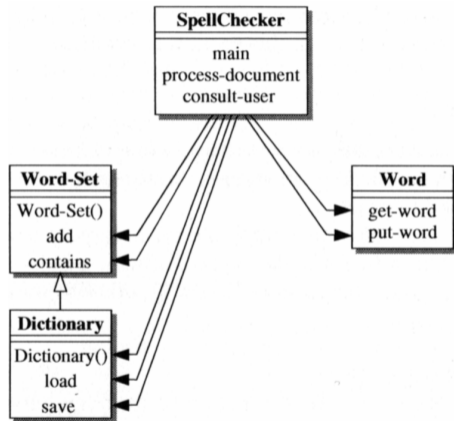 SpellChecker
main
process-document
consult-user
Word-Set
Word-Set()
add
contains
Word
get-word
put-word
Dictionary
Dictionary()
load
save